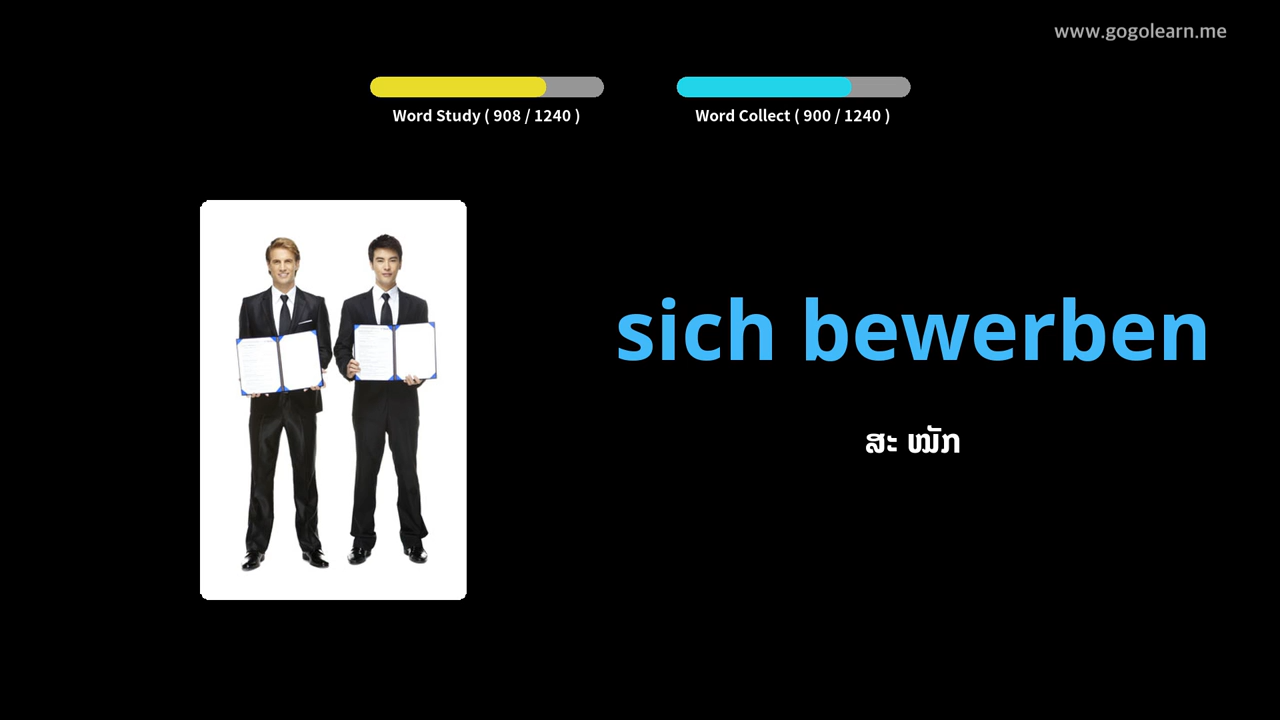 www.gogolearn.me
Word Study ( 908 / 1240 )
Word Collect ( 900 / 1240 )
sich bewerben
ສະ ໝັກ